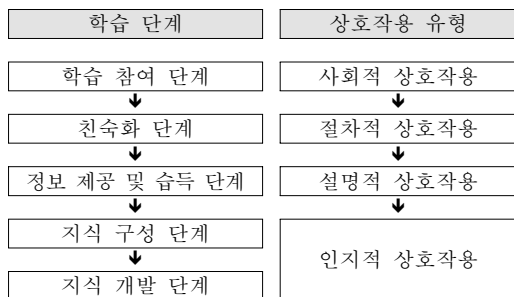 학습 단계
상호작용 유형
학습 참여 단계
사회적 상호작용
친숙화 단계
절차적 상호작용
정보 제공 및 습득 단계
설명적 상호작용
지식 구성 단계
인지적 상호작용
지식 개발 단계